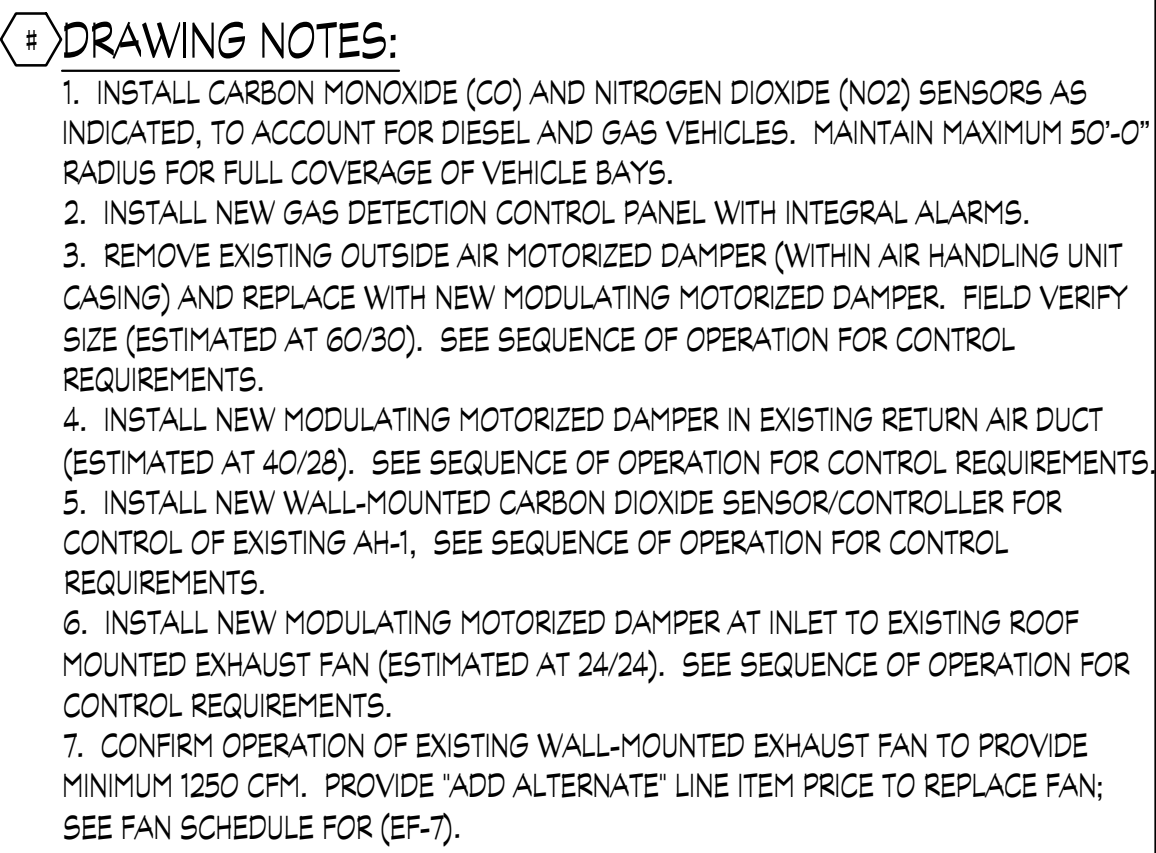 # DRAWING NOTES:
1. INSTALL CARBON MONOXIDE (CO) AND NITROGEN DIOXIDE (NO2) SENSORS AS
INDICATED, TO ACCOUNT FOR DIESEL AND GAS VEHICLES. MAINTAIN MAXIMUM 50'-0"
RADIUS FOR FULL COVERAGE OF VEHICLE BAYS.
2. INSTALL NEW GAS DETECTION CONTROL PANEL WITH INTEGRAL ALARMS.
3. REMOVE EXISTING OUTSIDE AIR MOTORIZED DAMPER (WITHIN AIR HANDLING UNIT
CASING) AND REPLACE WITH NEW MODULATING MOTORIZED DAMPER. FIELD VERIFY
SIZE (ESTIMATED AT 60/30). SEE SEQUENCE OF OPERATION FOR CONTROL
REQUIREMENTS.
4. INSTALL NEW MODULATING MOTORIZED DAMPER IN EXISTING RETURN AIR DUCT
(ESTIMATED AT 40/28). SEE SEQUENCE OF OPERATION FOR CONTROL REQUIREMENTS.
5. INSTALL NEW WALL-MOUNTED CARBON DIOXIDE SENSOR/CONTROLLER FOR
CONTROL OF EXISTING AH-1, SEE SEQUENCE OF OPERATION FOR CONTROL
REQUIREMENTS.
6. INSTALL NEW MODULATING MOTORIZED DAMPER AT INLET TO EXISTING ROOF
MOUNTED EXHAUST FAN (ESTIMATED AT 24/24). SEE SEQUENCE OF OPERATION FOR
CONTROL REQUIREMENTS.
7. CONFIRM OPERATION OF EXISTING WALL-MOUNTED EXHAUST FAN TO PROVIDE
MINIMUM 1250 CFM. PROVIDE "ADD ALTERNATE" LINE ITEM PRICE TO REPLACE FAN;
SEE FAN SCHEDULE FOR (EF-7).